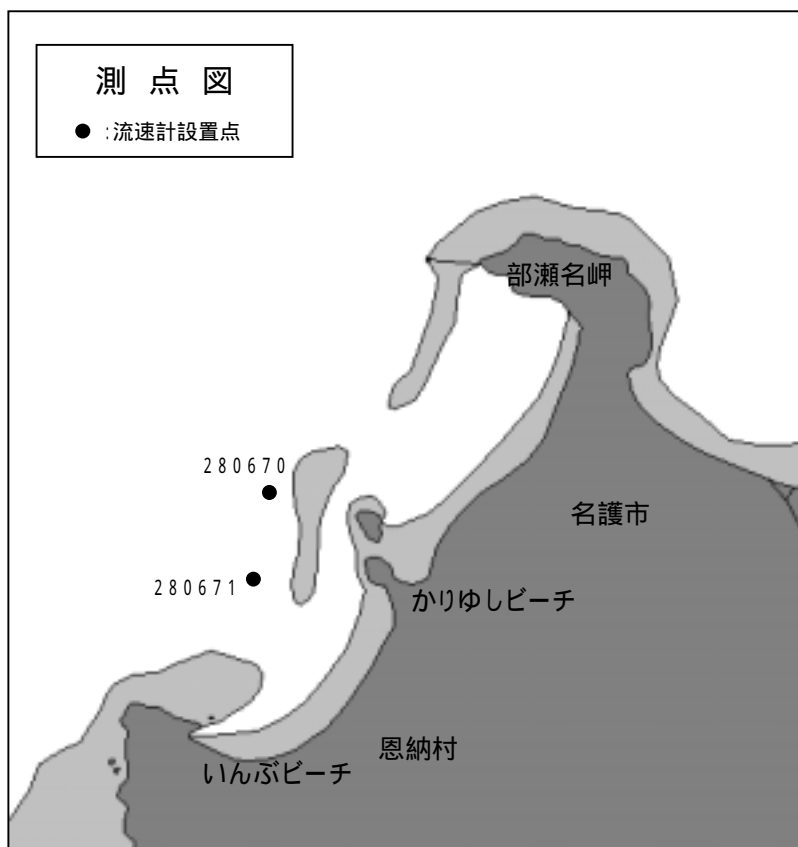 測点図
● :流速計設置点
部瀬名岬
280670
名護市
280671
かりゆしビーチ
恩納村
いんぶビーチ